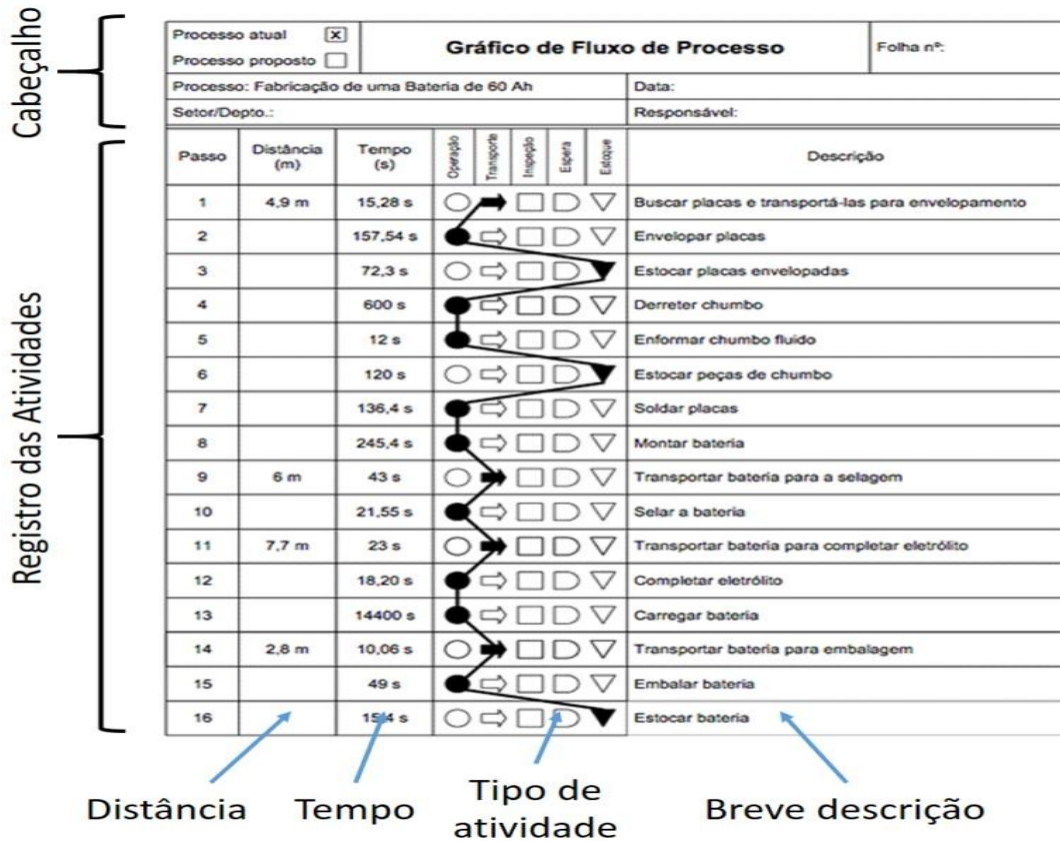 Cabeçalho
Processo atual X
Processo proposto
Gráfico de Fluxo de Processo
Folha nº:
Processo: Fabricação de uma Bateria de 60 Ah
Data:
Setor/Depto.:
Responsável:
Registro das Atividades
Passo Distância (m) Tempo (s) Operação Transporte Inspeção Espera Estoque Descrição
1 4,9 m 15,28 s Buscar placas e transportá-las para envelopamento
2 157,54 s Envelopar placas
3 72,3 s Estocar placas envelopadas
4 600 s Derreter chumbo
5 12 s Enformar chumbo fluido
6 120 s Estocar peças de chumbo
7 136,4 s Soldar placas
8 245,4 s Montar bateria
9 6 m 43 s Transportar bateria para a selagem
10 21,55 s Selar a bateria
11 7,7 m 23 s Transportar bateria para completar eletrólito
12 18,20 s Completar eletrólito
13 14400 s Carregar bateria
14 2,8 m 10,06 s Transportar bateria para embalagem
15 49 s Embalar bateria
16 15,4 s Estocar bateria
Distância
Tempo
Tipo de
atividade
Breve descrição